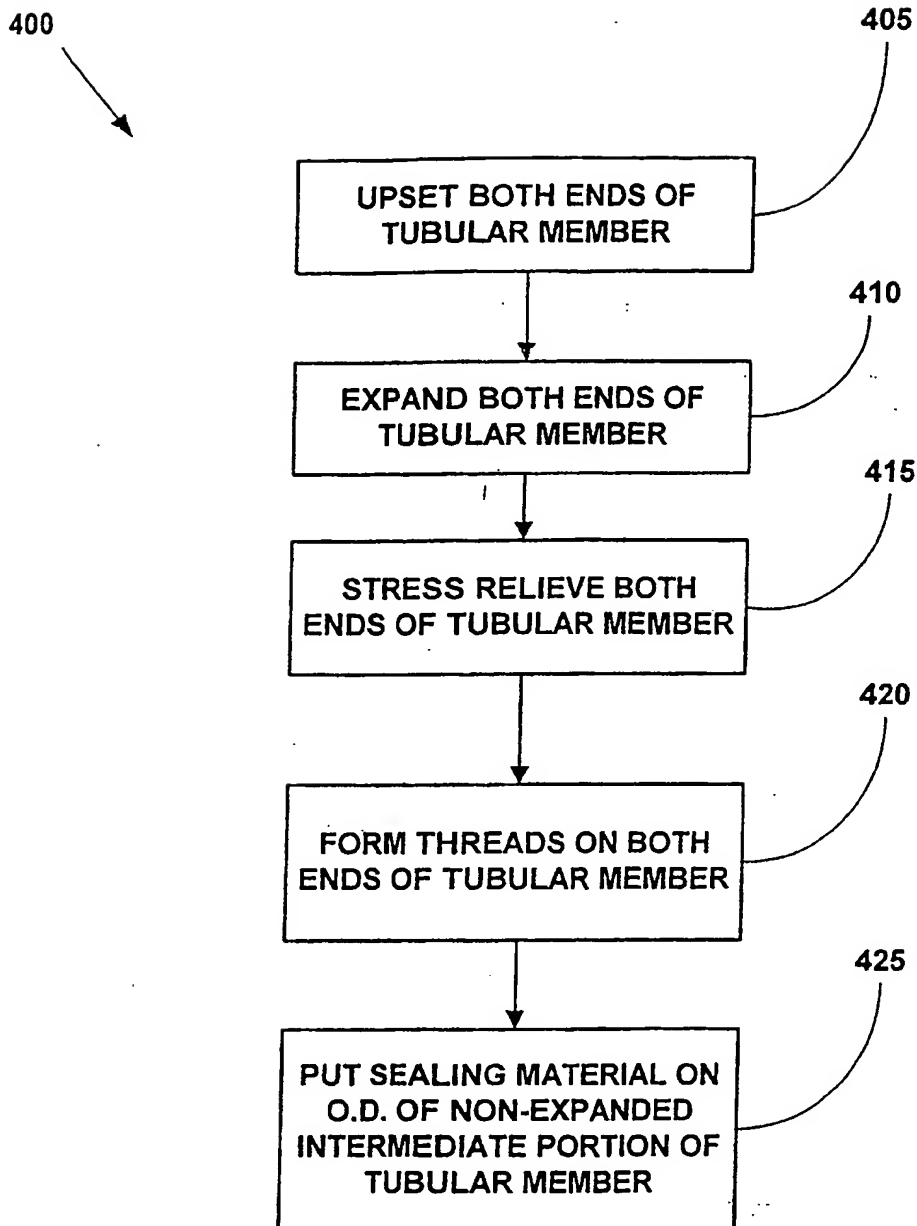 400
405
UPSET BOTH ENDS OF
TUBULAR MEMBER
410
EXPAND BOTH ENDS OF
TUBULAR MEMBER
415
STRESS RELIEVE BOTH
ENDS OF TUBULAR MEMBER
420
FORM THREADS ON BOTH
ENDS OF TUBULAR MEMBER
425
PUT SEALING MATERIAL ON
O.D. OF NON-EXPANDED
INTERMEDIATE PORTION OF
TUBULAR MEMBER